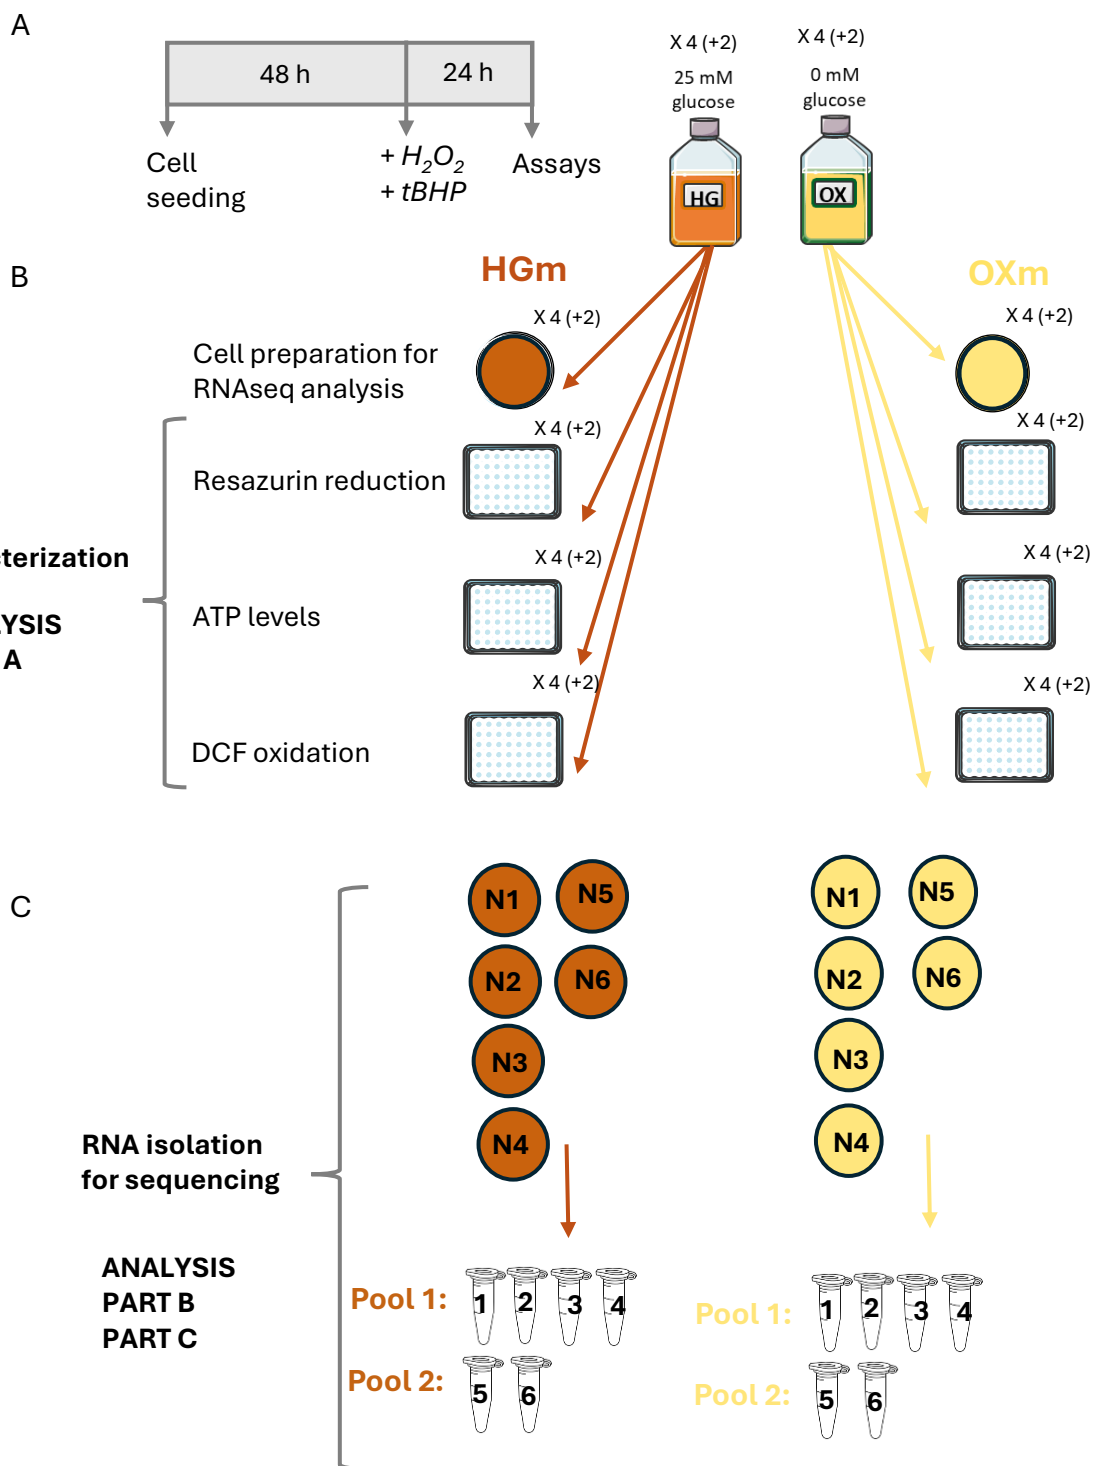 A
48 h
24 h
Cell
seeding
+ H2O2
+ tBHP
Assays
X 4 (+2)
25 mM
glucose
HG
X 4 (+2)
0 mM
glucose
OX
B
HGm
OXm
X 4 (+2)
X 4 (+2)
Cell preparation for
RNAseq analysis
X 4 (+2)
X 4 (+2)
Resazurin reduction
X 4 (+2)
X 4 (+2)
terization
YSIS
A
ATP levels
X 4 (+2)
X 4 (+2)
DCF oxidation
C
N1
N5
N2
N6
N3
N4
N1
N5
N2
N6
N3
N4
RNA isolation
for sequencing
ANALYSIS
PART B
PART C
Pool 1:
1
2
3
4
Pool 2:
5
6
Pool 1:
1
2
3
4
Pool 2:
5
6